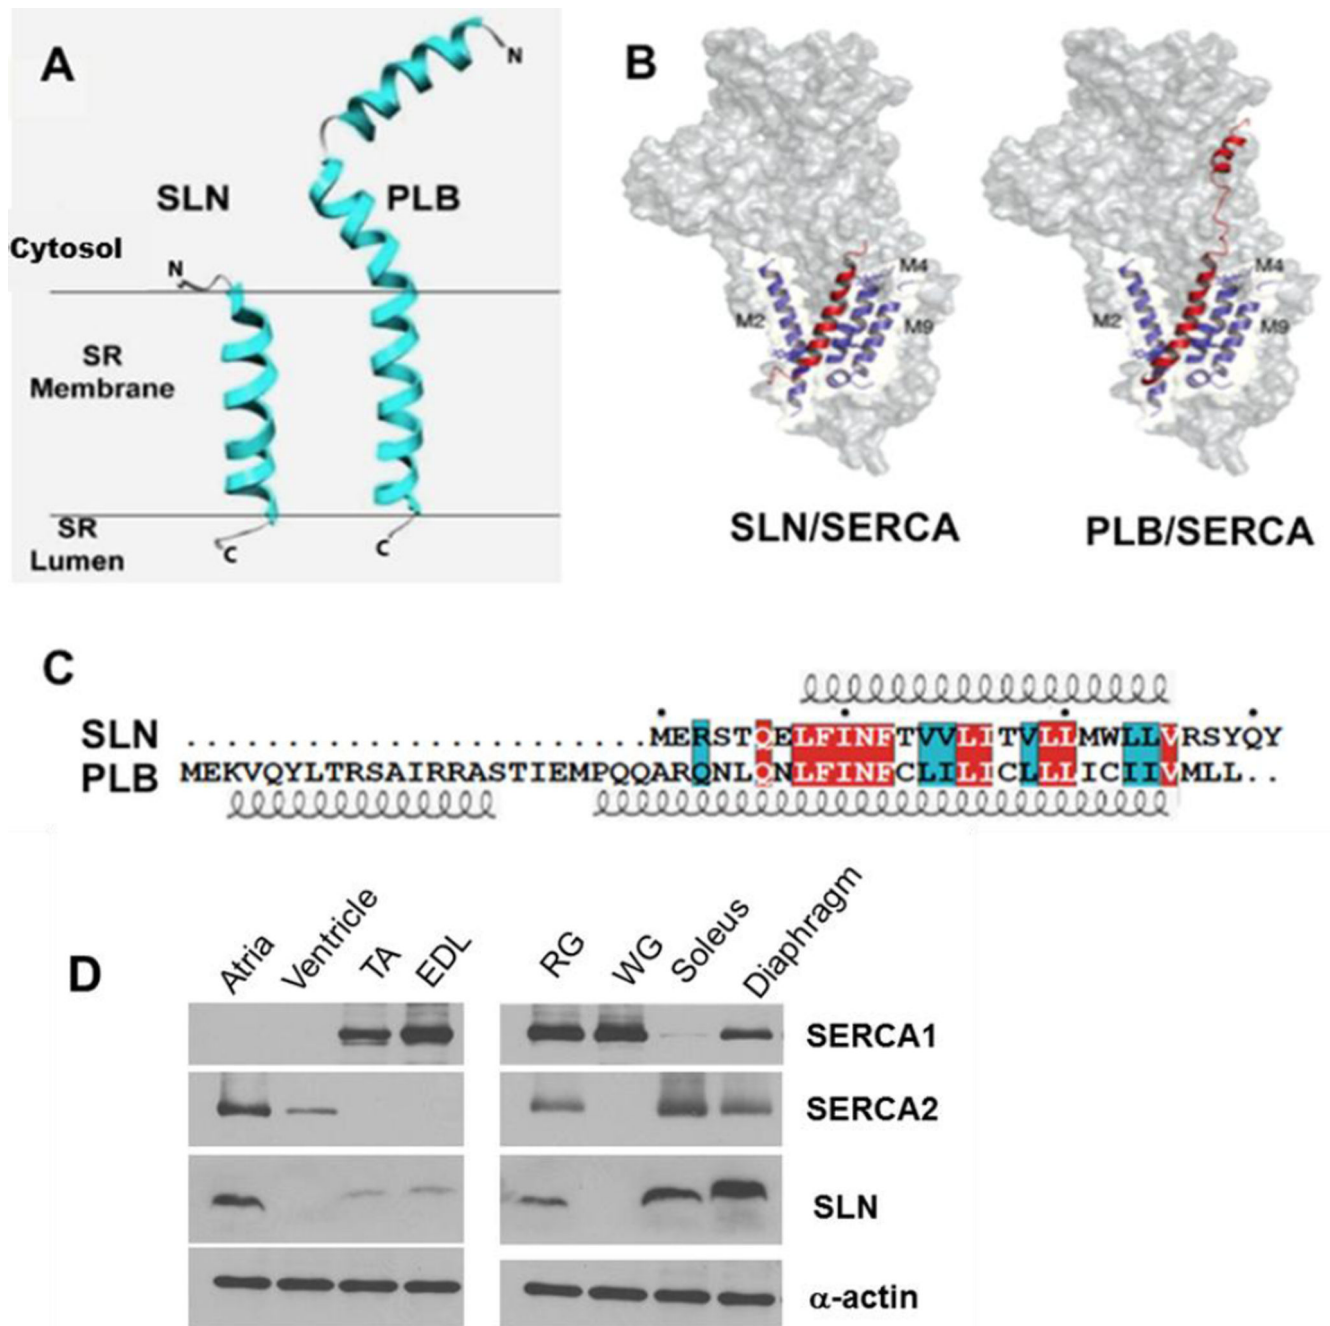 A
N
SLN
PLB
Cytosol
N
SR
Membrane
SR
Lumen
C
C
B
M4
M2
M9
SLN/SERCA
M4
M2
M9
PLB/SERCA
C
SLN .........................MERSTQELFINFTVVLITVLLMWLLVRSYQY
PLB MEKVQYLTRSAIRRASTIEMPQQARQNLQNLFINFCLILICLLLICIIVMLL..
D
Atria Ventricle TA EDL RG WG Soleus Diaphragm
SERCA1
SERCA2
SLN
α-actin